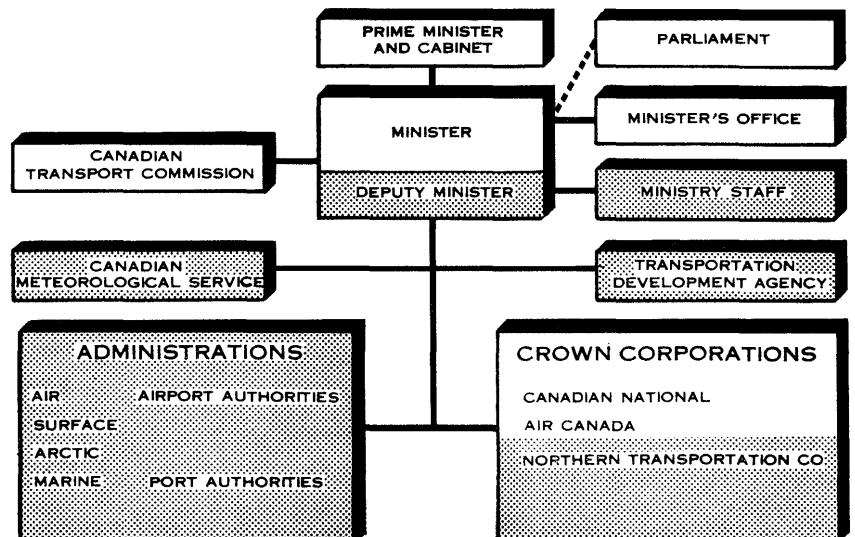 PRIME MINISTER
AND CABINET
PARLIAMENT
MINISTER
MINISTER'S OFFICE
CANADIAN
TRANSPORT COMMISSION
DEPUTY MINISTER
MINISTRY STAFF
CANADIAN
METEOROLOGICAL SERVICE
TRANSPORTATION
DEVELOPMENT AGENCY
ADMINISTRATIONS
AIR AIRPORT AUTHORITIES
SURFACE
ARCTIC
MARINE PORT AUTHORITIES
CROWN CORPORATIONS
CANADIAN NATIONAL
AIR CANADA
NORTHERN TRANSPORTATION CO